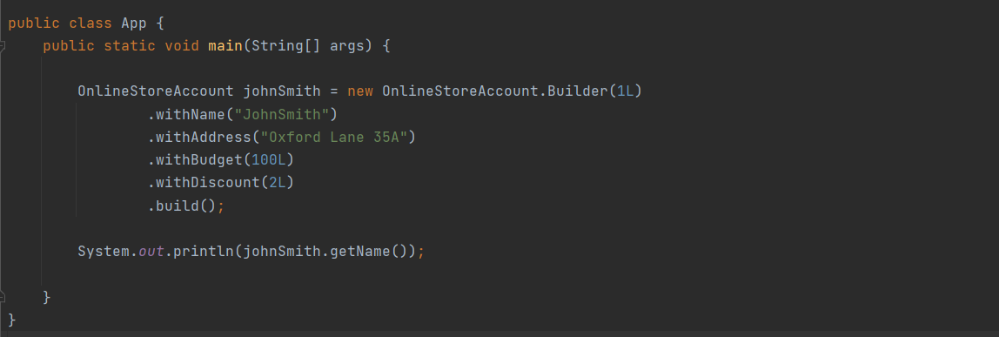 public class App {
    public static void main(String[] args) {
        OnlineStoreAccount johnSmith = new OnlineStoreAccount.Builder(1L)
                .withName("JohnSmith")
                .withAddress("Oxford Lane 35A")
                .withBudget(100L)
                .withDiscount(2L)
                .build();
        System.out.println(johnSmith.getName());
    }
}